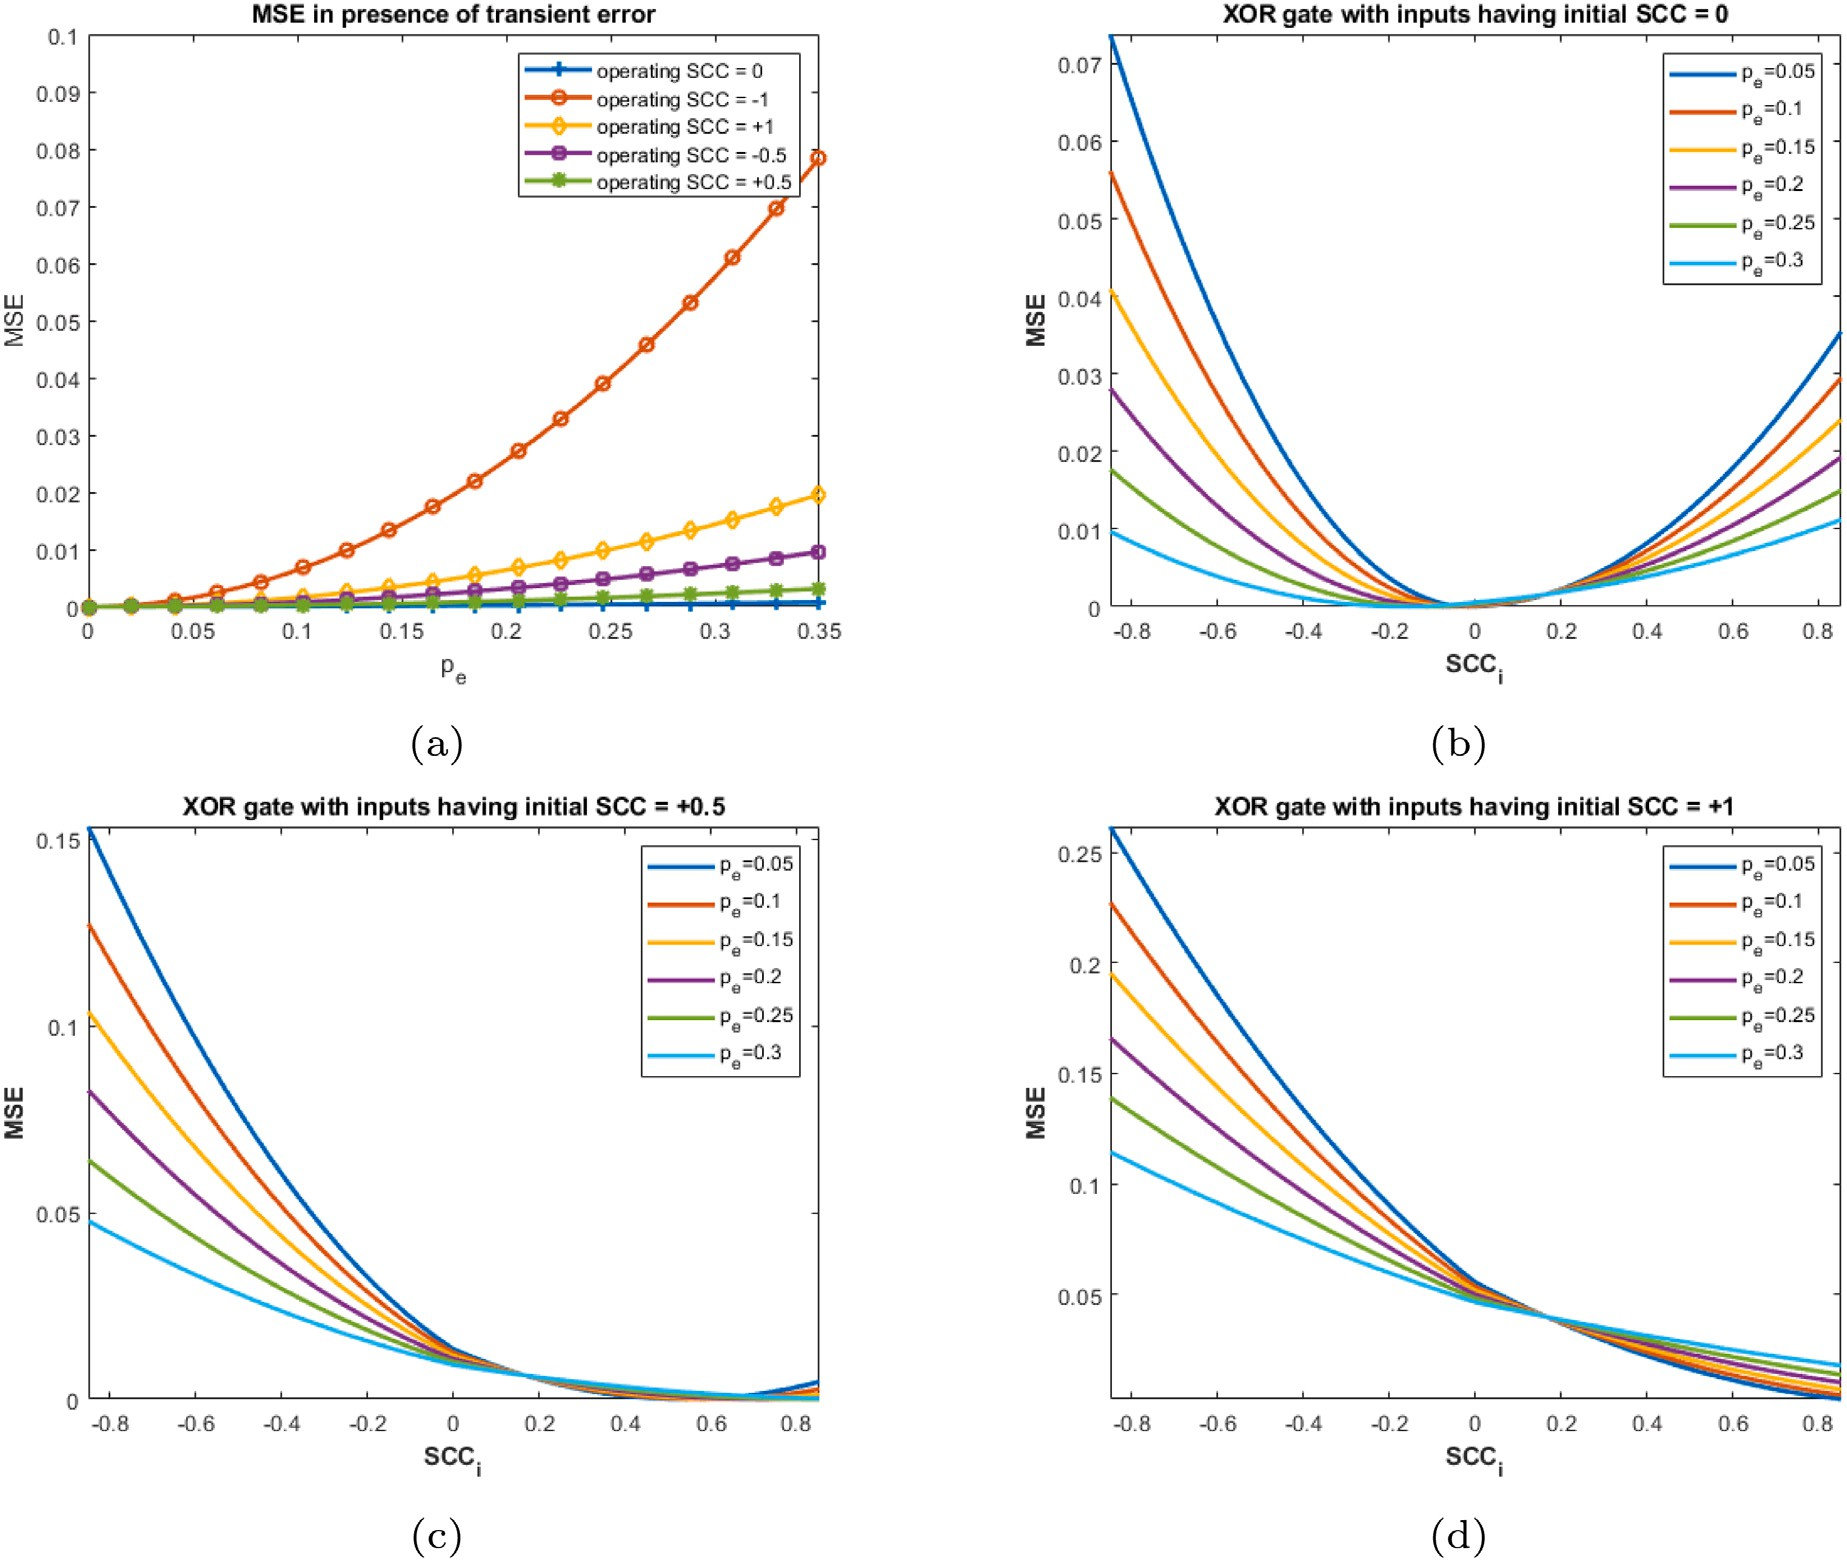 MSE in presence of transient error
0.1
0.09
0.08
0.07
0.06
0.05
0.04
0.03
0.02
0.01
0
MSE
operating SCC = 0
operating SCC = -1
operating SCC = +1
operating SCC = -0.5
operating SCC = +0.5
0 0.05 0.1 0.15 0.2 0.25 0.3 0.35
pe
(a)
XOR gate with inputs having initial SCC = 0
0.07
0.06
0.05
0.04
0.03
0.02
0.01
0
MSE
pe=0.05
pe=0.1
pe=0.15
pe=0.2
pe=0.25
pe=0.3
-0.8 -0.6 -0.4 -0.2 0 0.2 0.4 0.6 0.8
SCCi
(b)
XOR gate with inputs having initial SCC = +0.5
0.15
0.1
0.05
0
MSE
pe=0.05
pe=0.1
pe=0.15
pe=0.2
pe=0.25
pe=0.3
-0.8 -0.6 -0.4 -0.2 0 0.2 0.4 0.6 0.8
SCCi
(c)
XOR gate with inputs having initial SCC = +1
0.25
0.2
0.15
0.1
0.05
MSE
pe=0.05
pe=0.1
pe=0.15
pe=0.2
pe=0.25
pe=0.3
-0.8 -0.6 -0.4 -0.2 0 0.2 0.4 0.6 0.8
SCCi
(d)